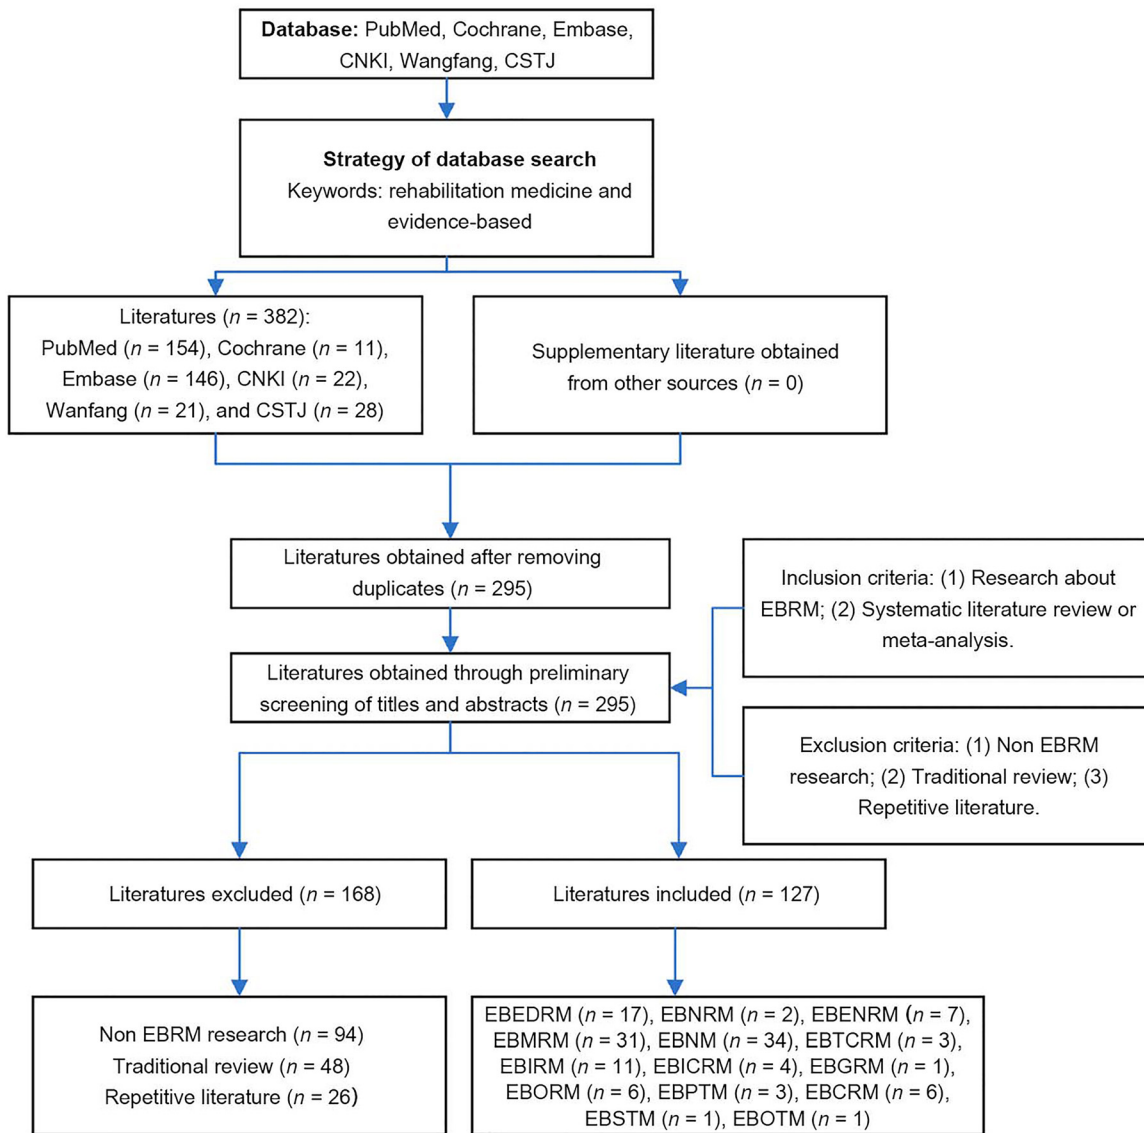 Database: PubMed, Cochrane, Embase,
CNKI, Wangfang, CSTJ
Strategy of database search
Keywords: rehabilitation medicine and
evidence-based
Literatures (n = 382):
PubMed (n = 154), Cochrane (n = 11),
Embase (n = 146), CNKI (n = 22),
Wanfang (n = 21), and CSTJ (n = 28)
Supplementary literature obtained
from other sources (n = 0)
Literatures obtained after removing
duplicates (n = 295)
Inclusion criteria: (1) Research about
EBRM; (2) Systematic literature review or
meta-analysis.
Literatures obtained through preliminary
screening of titles and abstracts (n = 295)
Exclusion criteria: (1) Non EBRM
research; (2) Traditional review; (3)
Repetitive literature.
Literatures excluded (n = 168)
Literatures included (n = 127)
Non EBRM research (n = 94)
Traditional review (n = 48)
Repetitive literature (n = 26)
EBEDRM (n = 17), EBNRM (n = 2), EBENRM (n = 7),
EBMRM (n = 31), EBNM (n = 34), EBTCRM (n = 3),
EBIRM (n = 11), EBICRM (n = 4), EBGRM (n = 1),
EBORM (n = 6), EBPTM (n = 3), EBCRM (n = 6),
EBSTM (n = 1), EBOTM (n = 1)